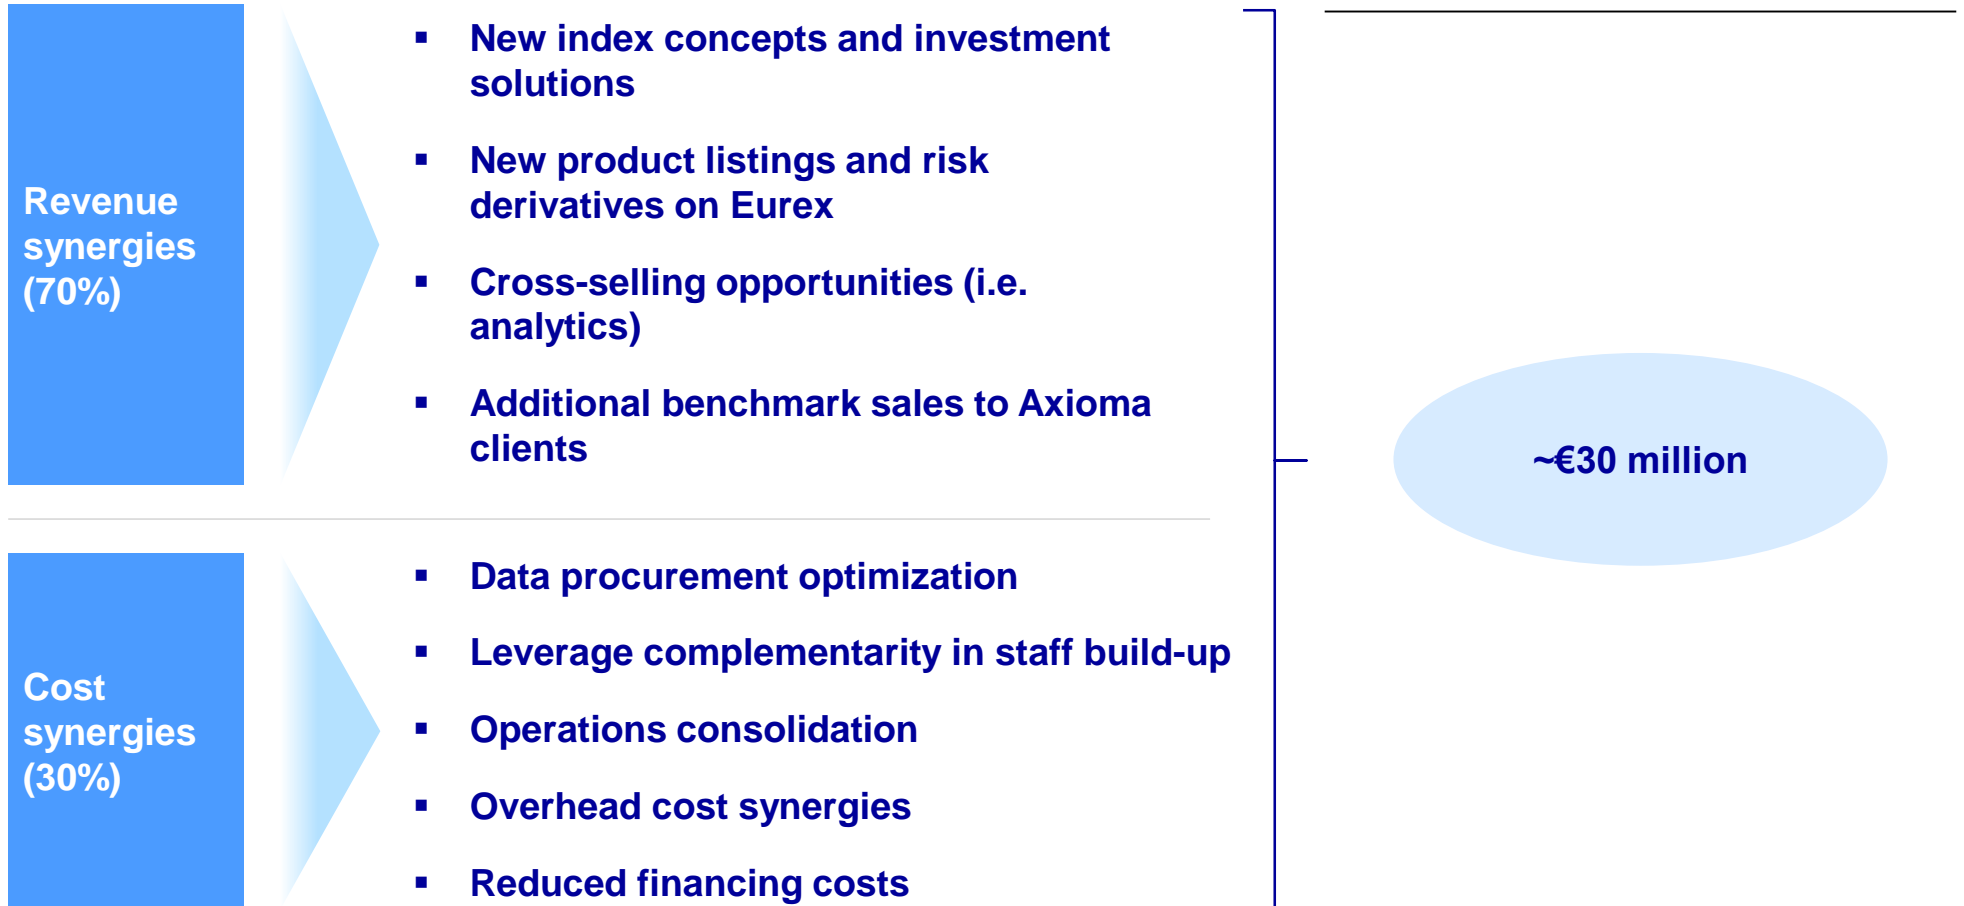 Revenue
synergies
(70%)
▪ New index concepts and investment
solutions
▪ New product listings and risk
derivatives on Eurex
▪ Cross-selling opportunities (i.e.
analytics)
▪ Additional benchmark sales to Axioma
clients
Cost
synergies
(30%)
▪ Data procurement optimization
▪ Leverage complementarity in staff build-up
▪ Operations consolidation
▪ Overhead cost synergies
▪ Reduced financing costs
~€30 million